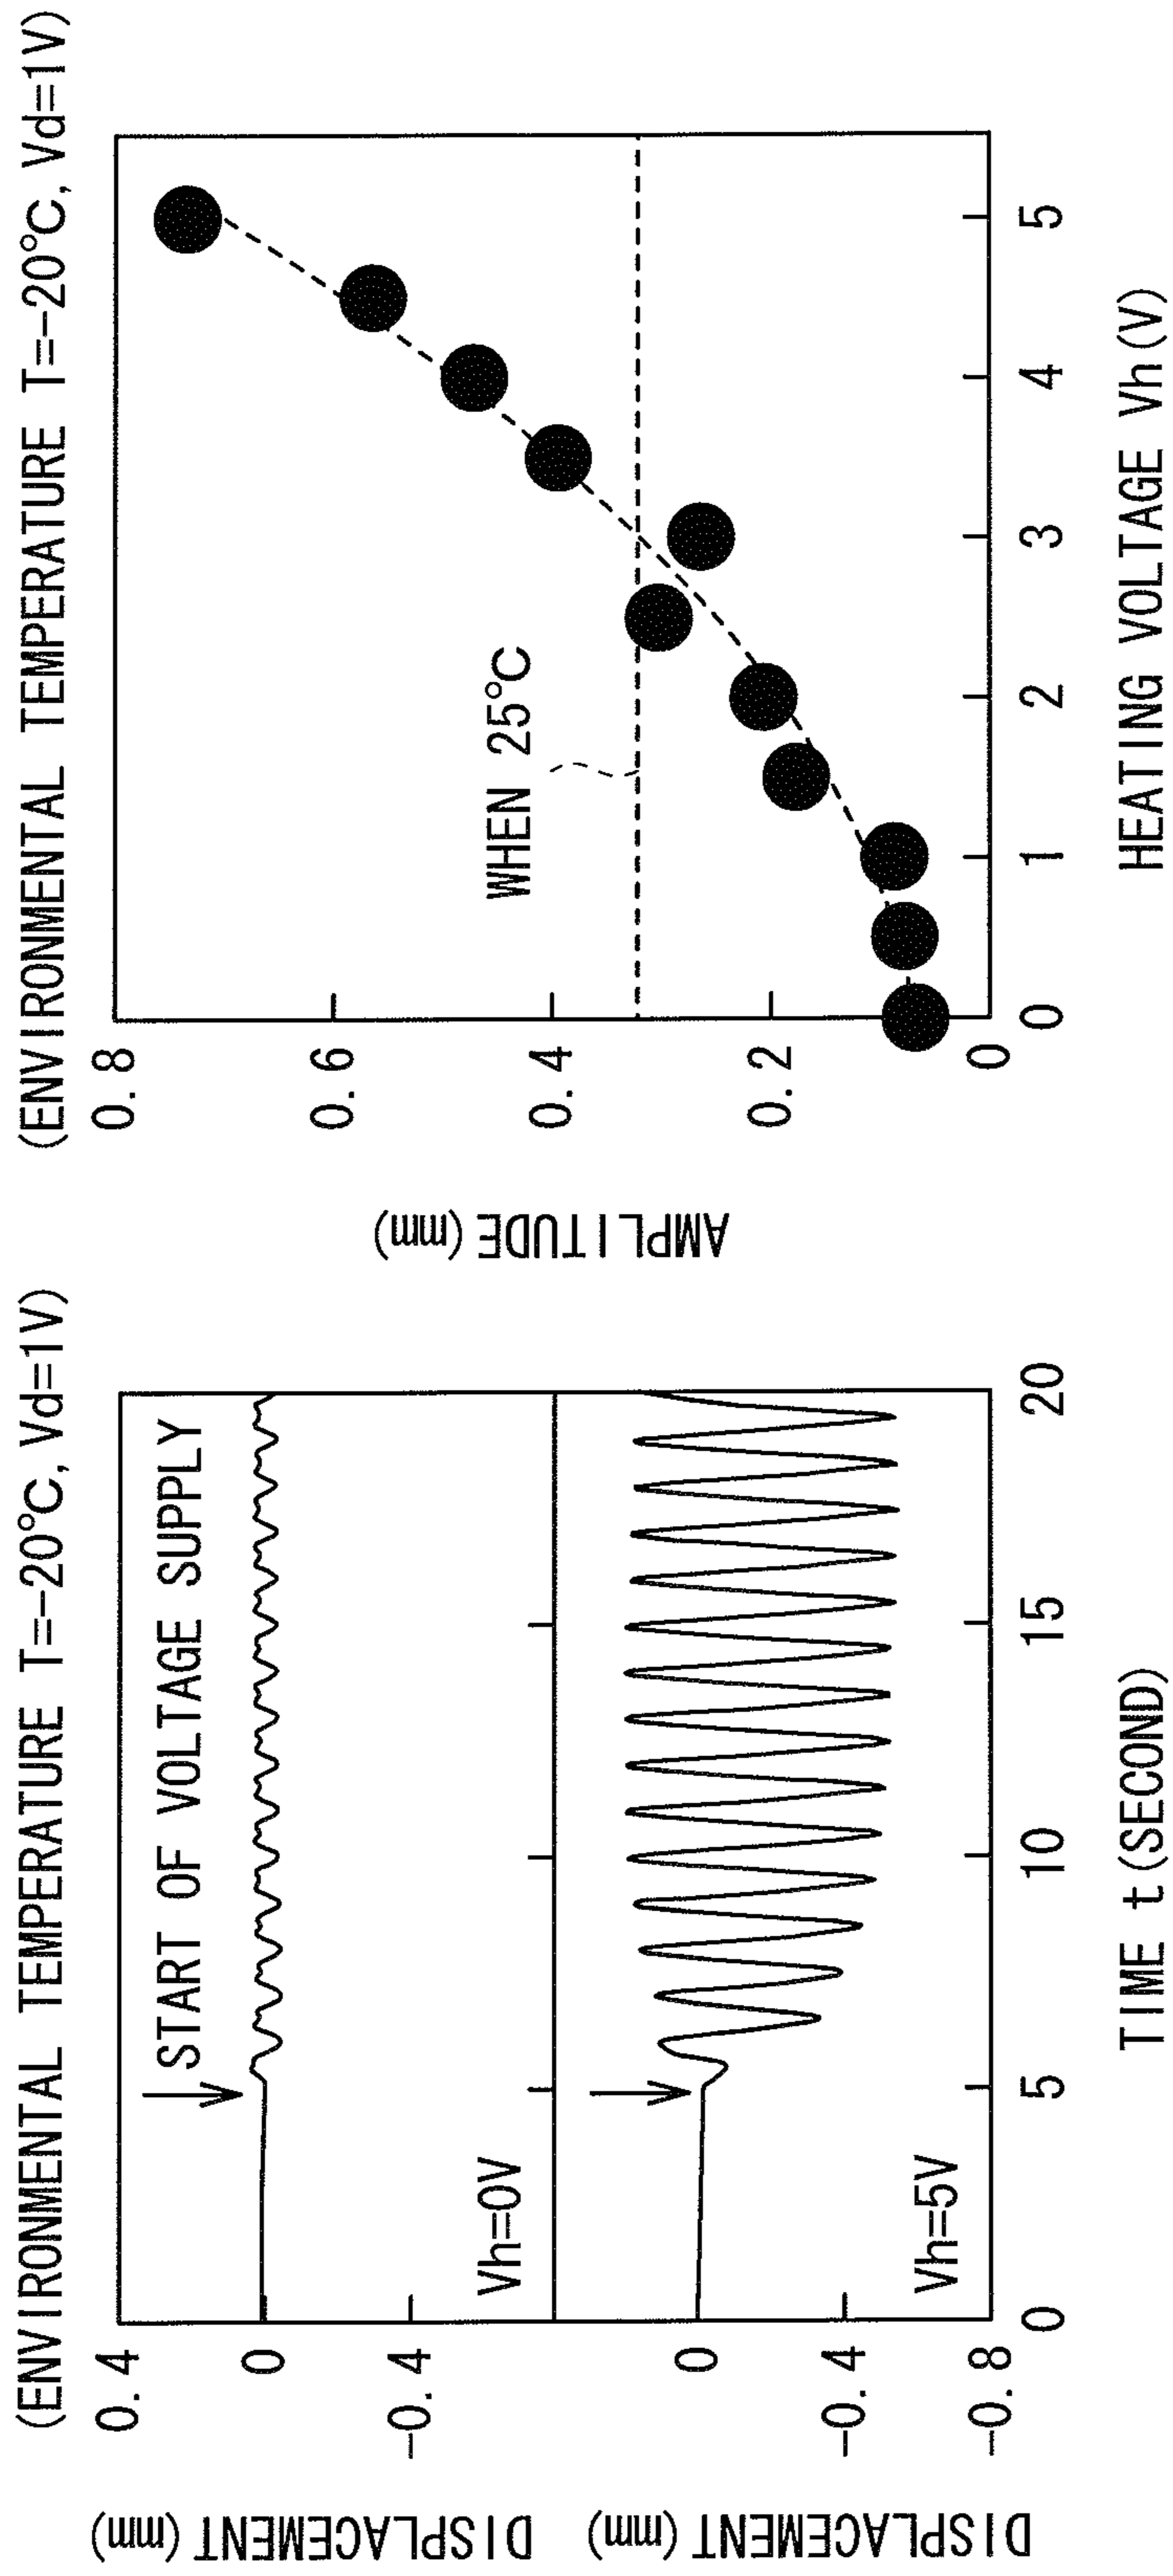 (ENVIRONMENTAL TEMPERATURE T=-20°C, Vd=1V)
0.4
0
-0.4
DISPLACEMENT (mm)
START OF VOLTAGE SUPPLY
Vh=0V
0
-0.4
-0.8
DISPLACEMENT (mm)
Vh=5V
0 5 10 15 20
TIME t (SECOND)
(ENVIRONMENTAL TEMPERATURE T=-20°C, Vd=1V)
0.8
0.6
0.4
0.2
0
AMPLITUDE (mm)
WHEN 25°C
0 1 2 3 4 5
HEATING VOLTAGE Vh (V)